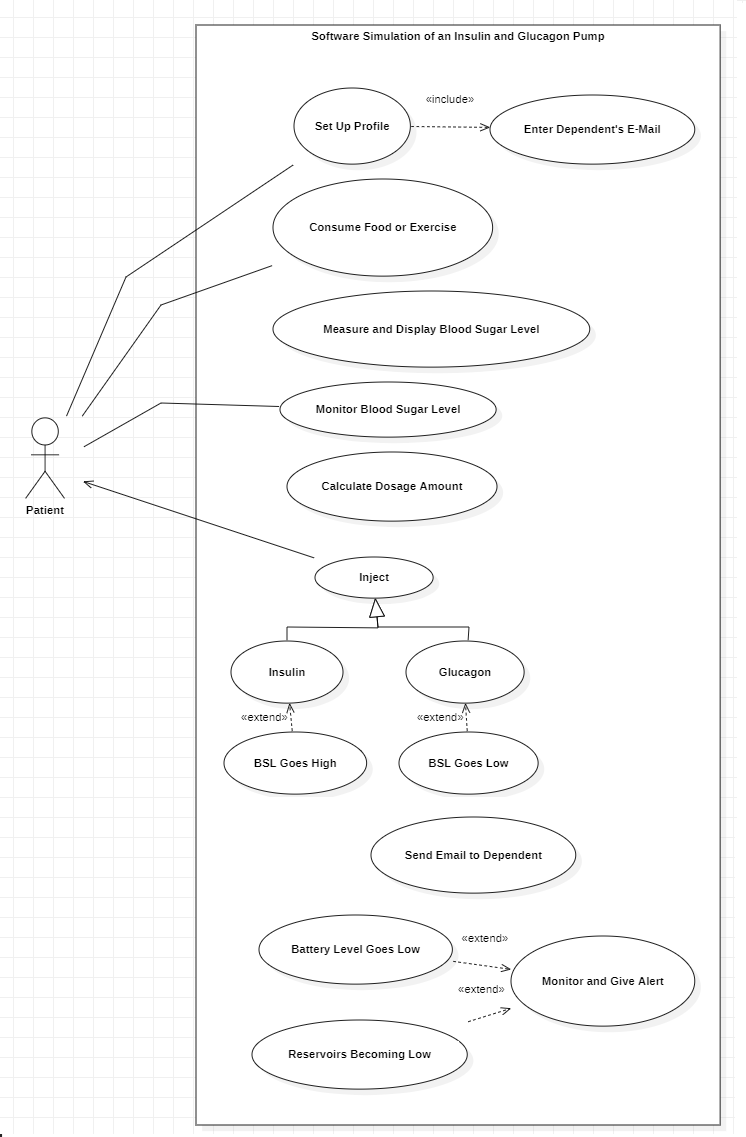 Software Simulation of an Insulin and Glucagon Pump
«include»
Set Up Profile
Enter Dependent's E-Mail
Consume Food or Exercise
Measure and Display Blood Sugar Level
Monitor Blood Sugar Level
Calculate Dosage Amount
Patient
Inject
Insulin
Glucagon
«extend»
«extend»
BSL Goes High
BSL Goes Low
Send Email to Dependent
«extend»
Battery Level Goes Low
Monitor and Give Alert
«extend»
Reservoirs Becoming Low